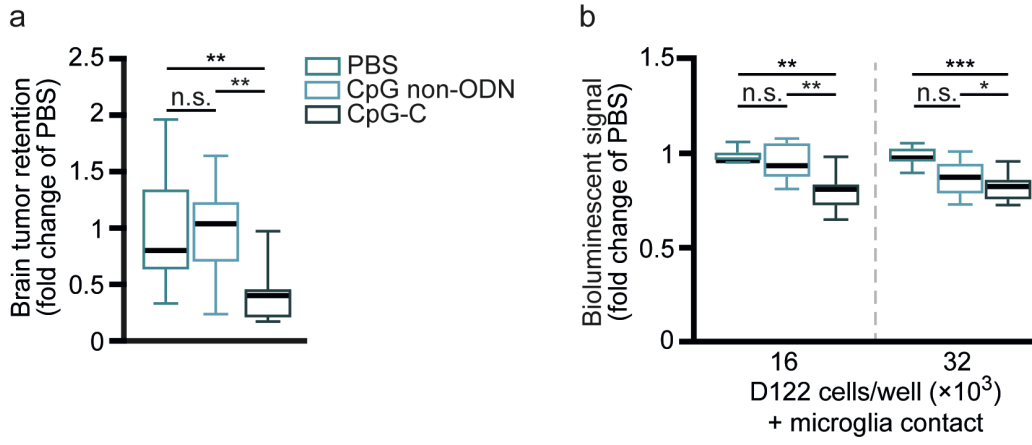 a
Brain tumor retention
(fold change of PBS)
2.5
2
1.5
1
0.5
0
**
n.s.
**
PBS
CpG non-ODN
CpG-C
b
Bioluminescent signal
(fold change of PBS)
1.5
1
0.5
0
**
n.s.
**
***
n.s.
*
16
32
D122 cells/well (×10³)
+ microglia contact